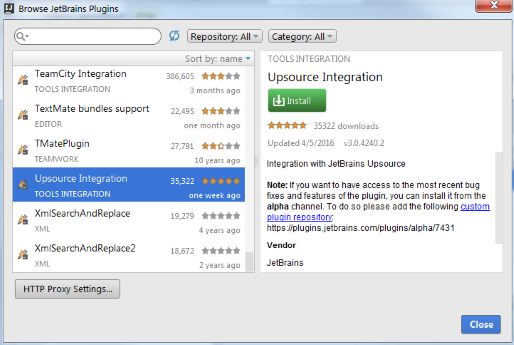 Browse JetBrains Plugins
Repository: All
Category: All
Sort by: name
TeamCity Integration 386,605
TOOLS INTEGRATION 3 months ago
TextMate bundles support 22,495
EDITOR one month ago
TMatePlugin 27,791
TEAMWORK 10 years ago
Upsource Integration 35,322
TOOLS INTEGRATION one week ago
XmlSearchAndReplace 19,279
XML 4 years ago
XmlSearchAndReplace2 18,672
XML 2 years ago
TOOLS INTEGRATION
Upsource Integration
Install
35322 downloads
Updated 4/5/2016 v3.0.4240.2
Integration with JetBrains Upsource
Note: If you want to have access to the most recent bug
fixes and features of the plugin, you can install it from the
alpha channel. To do so please add the following custom
plugin repository:
https://plugins.jetbrains.com/plugins/alpha/7431
Vendor
JetBrains
HTTP Proxy Settings...
Close